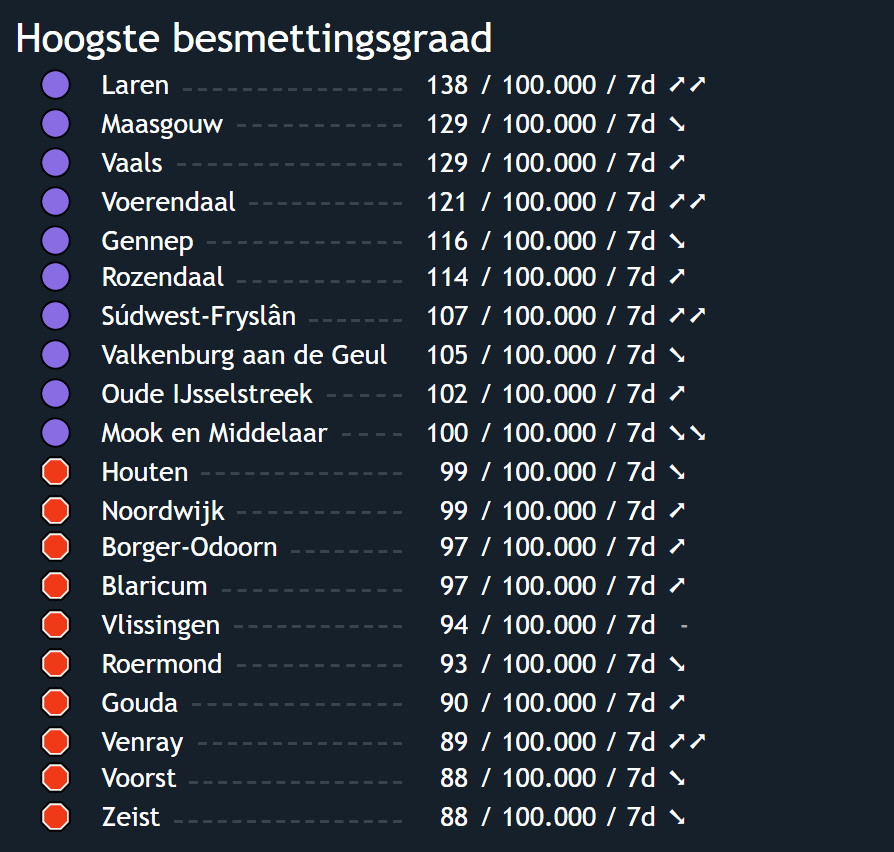 Hoogste besmettingsgraad
Laren 138 / 100.000 / 7d ➚➚
Maasgouw 129 / 100.000 / 7d ➘
Vaals 129 / 100.000 / 7d ➚
Voerendaal 121 / 100.000 / 7d ➚➚
Gennep 116 / 100.000 / 7d ➘
Rozendaal 114 / 100.000 / 7d ➚
Súdwest-Fryslân 107 / 100.000 / 7d ➚➚
Valkenburg aan de Geul 105 / 100.000 / 7d ➘
Oude IJsselstreek 102 / 100.000 / 7d ➚
Mook en Middelaar 100 / 100.000 / 7d ➘➘
Houten 99 / 100.000 / 7d ➘
Noordwijk 99 / 100.000 / 7d ➚
Borger-Odoorn 97 / 100.000 / 7d ➚
Blaricum 97 / 100.000 / 7d ➚
Vlissingen 94 / 100.000 / 7d -
Roermond 93 / 100.000 / 7d ➘
Gouda 90 / 100.000 / 7d ➚
Venray 89 / 100.000 / 7d ➚➚
Voorst 88 / 100.000 / 7d ➘
Zeist 88 / 100.000 / 7d ➘